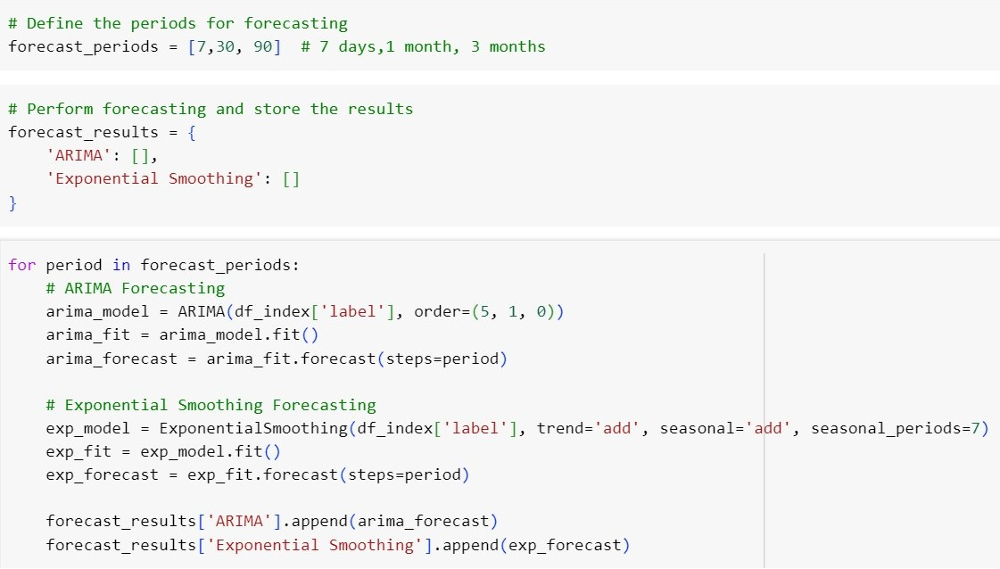 # Define the periods for forecasting
forecast_periods = [7,30, 90]  # 7 days,1 month, 3 months
# Perform forecasting and store the results
forecast_results = {
    'ARIMA': [],
    'Exponential Smoothing': []
}
for period in forecast_periods:
    # ARIMA Forecasting
    arima_model = ARIMA(df_index['label'], order=(5, 1, 0))
    arima_fit = arima_model.fit()
    arima_forecast = arima_fit.forecast(steps=period)
    # Exponential Smoothing Forecasting
    exp_model = ExponentialSmoothing(df_index['label'], trend='add', seasonal='add', seasonal_periods=7)
    exp_fit = exp_model.fit()
    exp_forecast = exp_fit.forecast(steps=period)
    forecast_results['ARIMA'].append(arima_forecast)
    forecast_results['Exponential Smoothing'].append(exp_forecast)